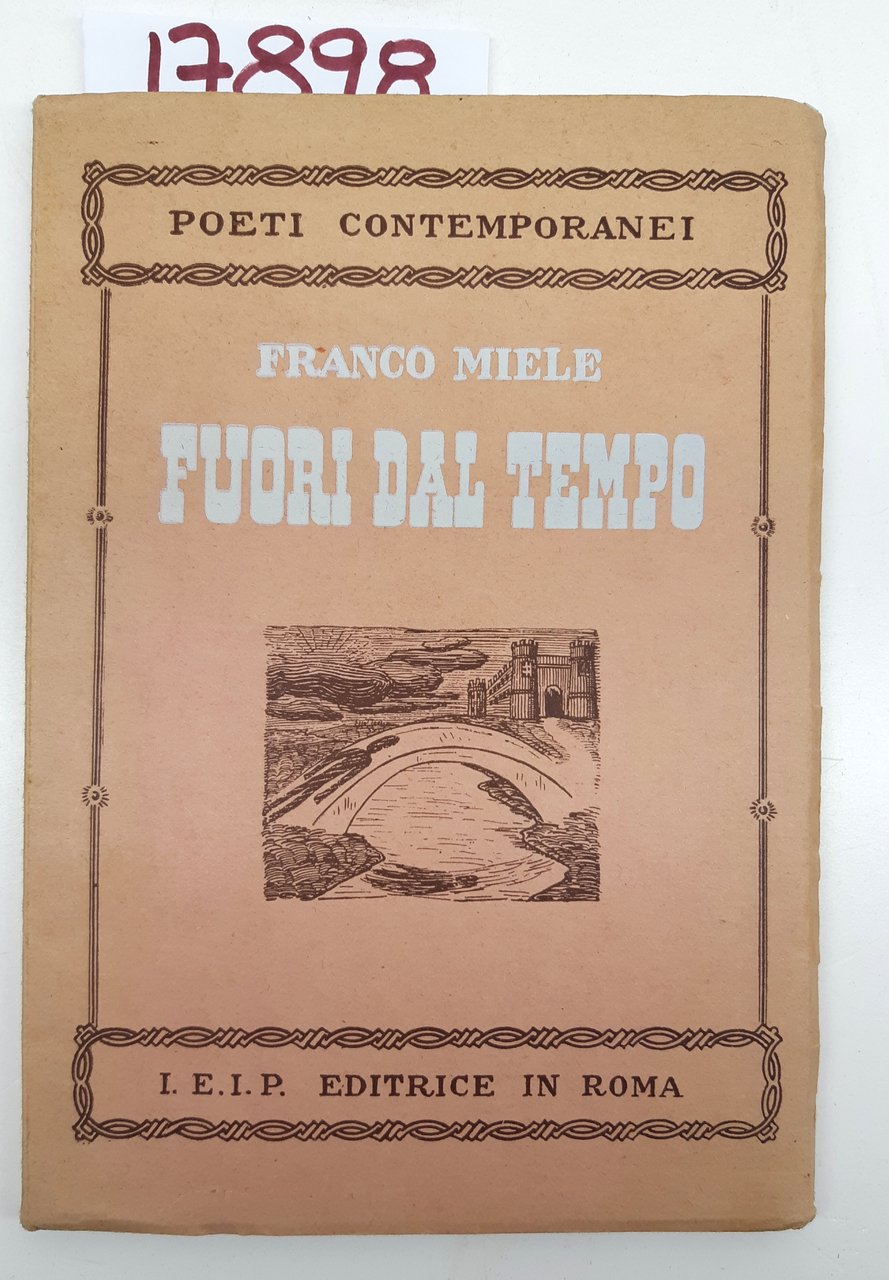 17898
POETI CONTEMPORANEI
FRANCO MIELE
FUORI DAL TEMPO
I. E. I. P. EDITRICE IN ROMA